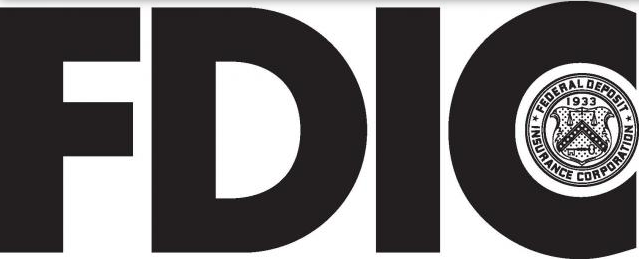 FDIC
FEDERAL DEPOSIT
1933
INSURANCE CORPORATION